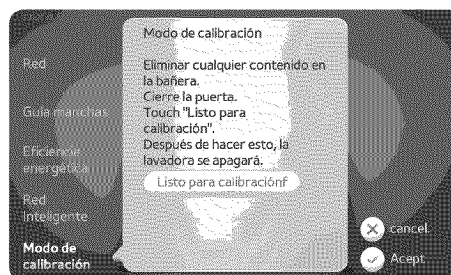 Modo de calibración
Red
Eliminar cualquier contenido en
la bañera.
Cierre la puerta.
Guía manchas
Touch "Listo para
calibración".
Después de hacer esto, la
lavadora se apagará.
Eficiencia
energética
Listo para calibraciónf
Red
Inteligente
cancel
Modo de
calibración
Acept